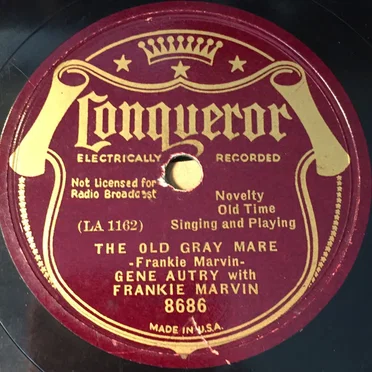 Conqueror
ELECTRICALLY RECORDED
Not Licensed for
Radio Broadcast
Novelty
Old Time
(LA 1162) Singing and Playing
THE OLD GRAY MARE
-Frankie Marvin-
GENE AUTRY with
FRANKIE MARVIN
8686
MADE IN U.S.A.